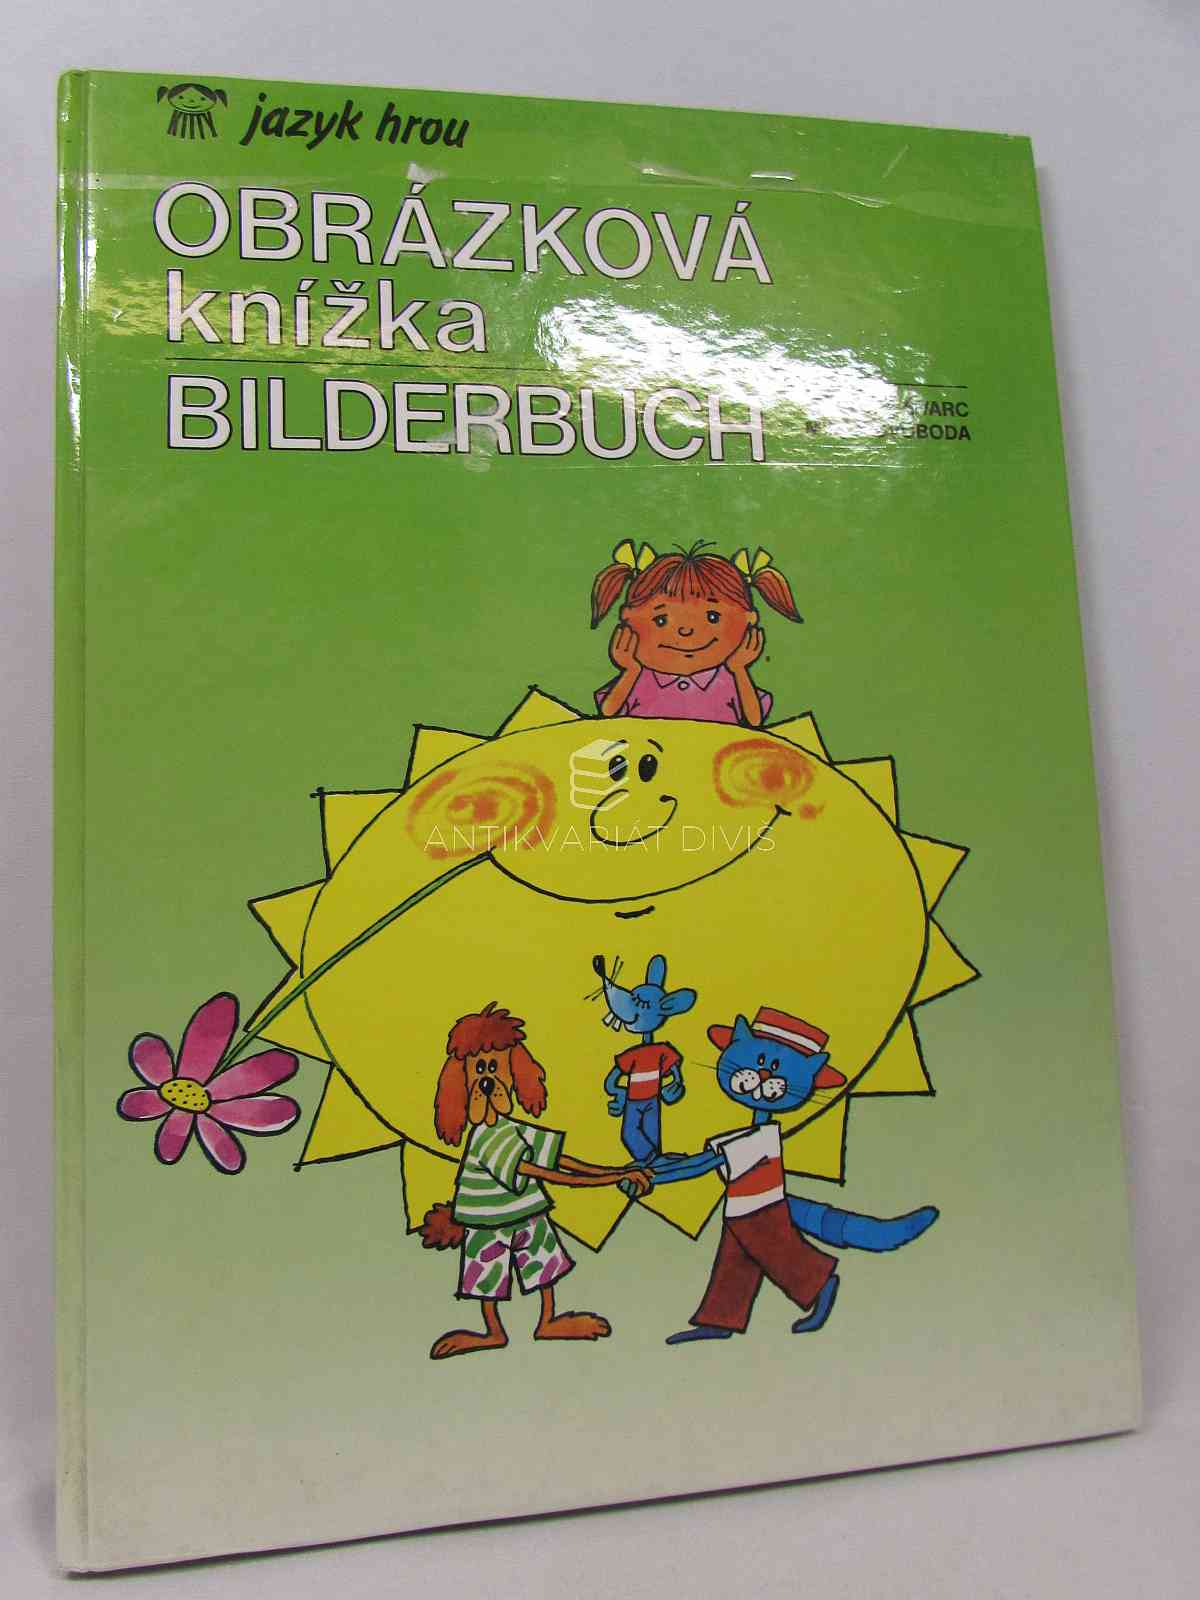 jazyk hrou
OBRÁZKOVÁ
knížka
BILDERBUCH
ANTIKVARIÁT DIVIŠ